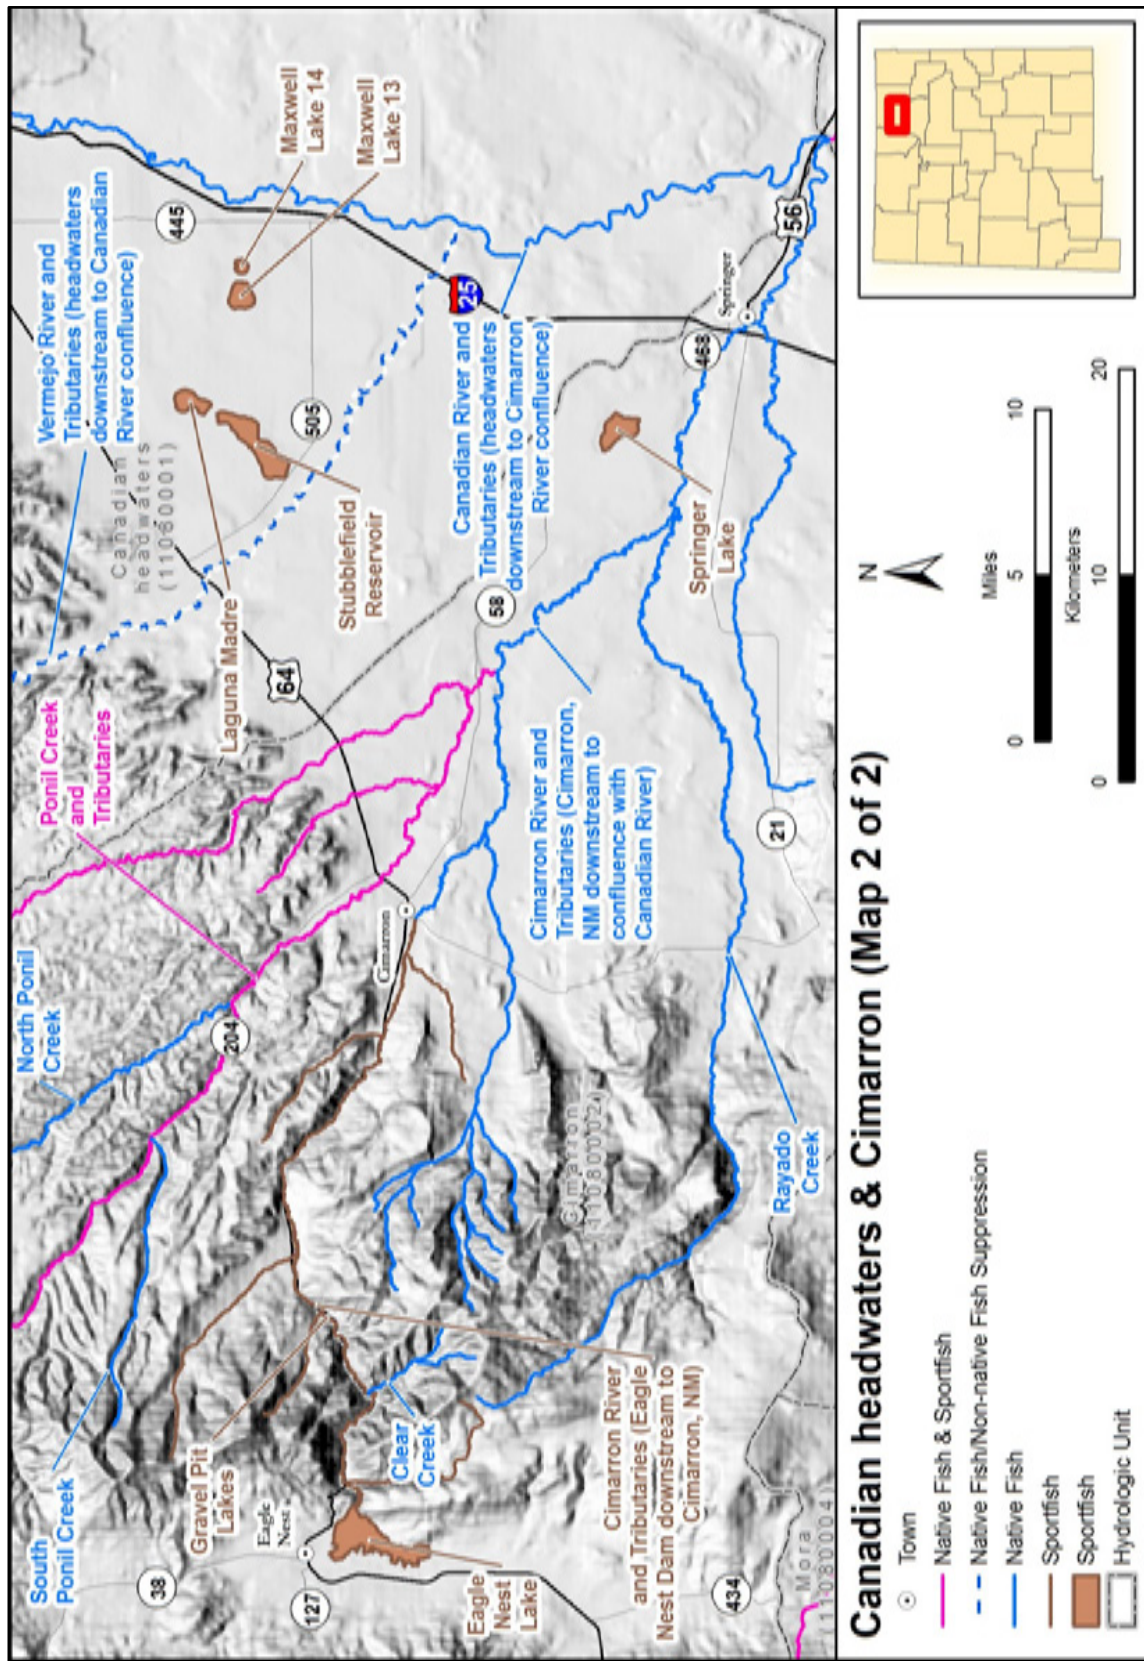 South
Ponil Creek
North Ponil
Creek
Ponil Creek
and
Tributaries
Vermejo River and
Tributaries (headwaters
downstream to Canadian
River confluence)
Canadian
headwaters
(11080001)
445
Maxwell
Lake 14
Maxwell
Lake 13
38
204
64
Laguna Madre
505
Stubblefield
Reservoir
25
Gravel Pit
Lakes
Eagle
Nest
127
Cimarron
58
Canadian River and
Tributaries (headwaters
downstream to Cimarron
River confluence)
Clear
Creek
Eagle
Nest
Lake
Cimarron River
and Tributaries (Eagle
Nest Dam downstream to
Cimarron, NM)
Cimarron
(11080002)
Cimarron River and
Tributaries (Cimarron,
NM downstream to
confluence with
Canadian River)
Springer
Lake
468
Springer
56
434
Mora
(11080004)
Rayado
Creek
21
Canadian headwaters & Cimarron (Map 2 of 2)
Town
Native Fish & Sportfish
Native Fish/Non-native Fish Suppression
Native Fish
Sportfish
Sportfish
Hydrologic Unit
N
Miles
0 5 10
Kilometers
0 10 20